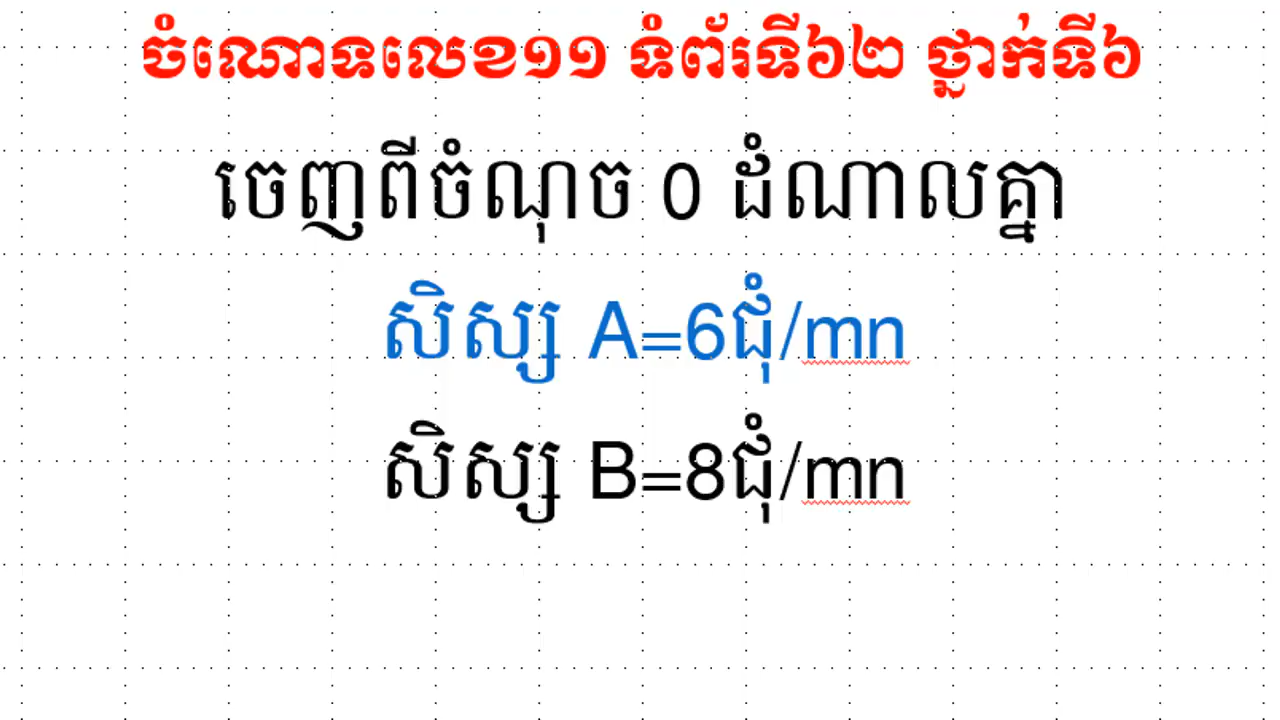 ចំណោទលេខ១១ ទំព័រទី៦២ ថ្នាក់ទី៦
ចេញពីចំណុច 0 ដំណាលគ្នា
សិស្ស A=6ជុំ/mn
សិស្ស B=8ជុំ/mn